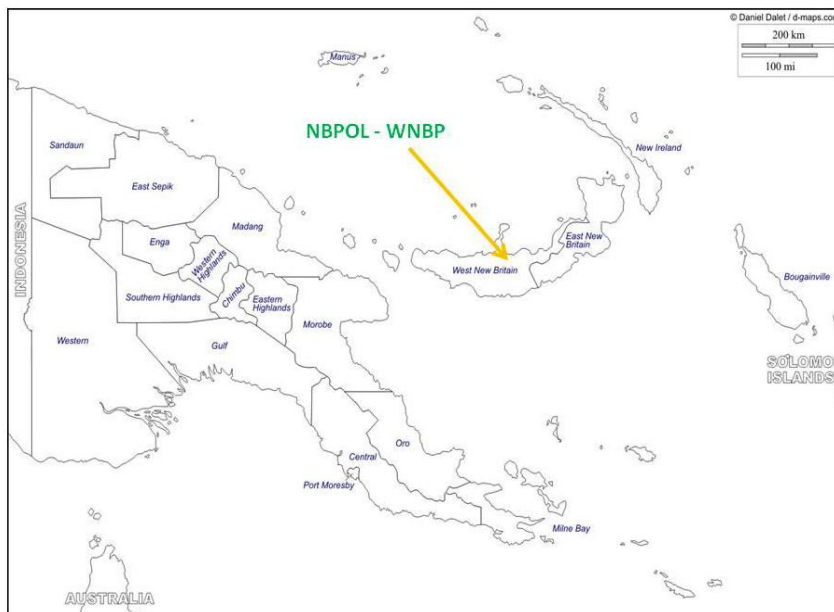 © Daniel Dalet / d-maps.com
200 km
100 mi
Manus
NBPOL - WNBP
Sandaun
New Ireland
East Sepik
Madang
East New
Britain
Enga
Western
Highlands
West New Britain
INDONESIA
Bougainville
Southern Highlands
Chimbu
Eastern
Highlands
Morobe
Western
Gulf
SOLOMO
ISLANDS
Oro
Central
Port Moresby
Milne Bay
AUSTRALIA